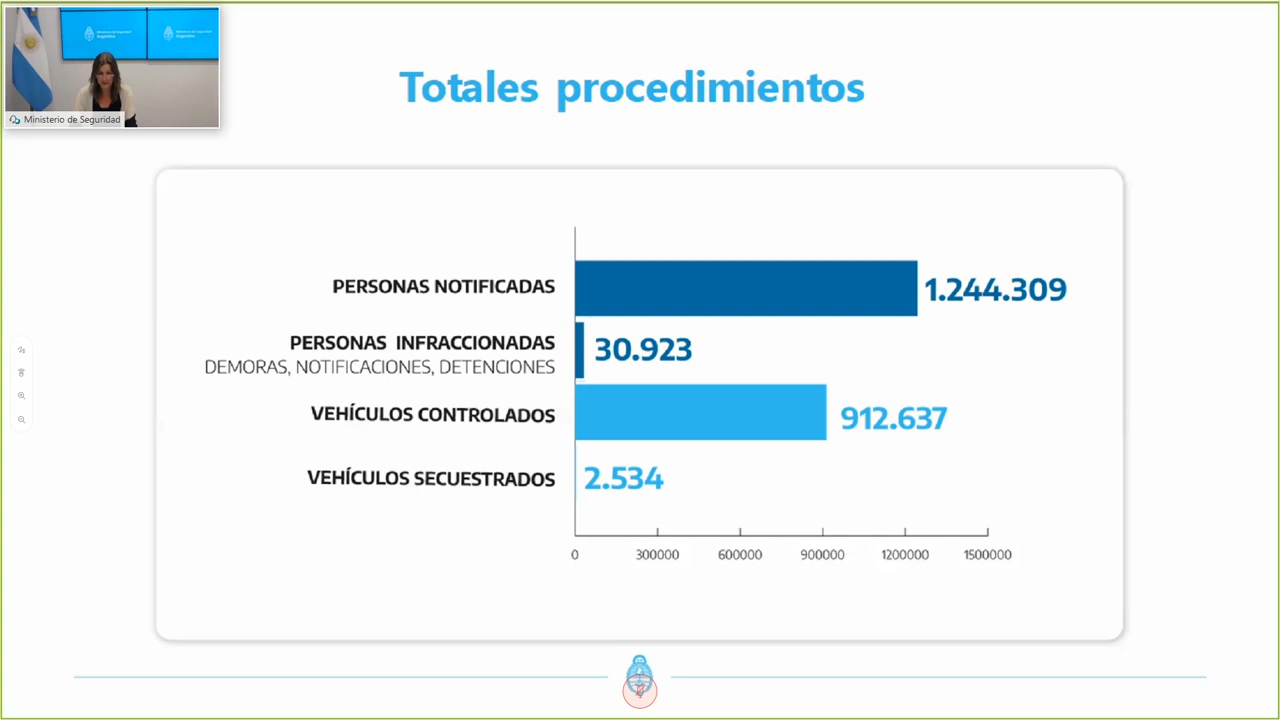 Ministerio de Seguridad
Totales procedimientos
PERSONAS NOTIFICADAS
1.244.309
PERSONAS INFRACCIONADAS
30.923
DEMORAS, NOTIFICACIONES, DETENCIONES
VEHÍCULOS CONTROLADOS
912.637
VEHÍCULOS SECUESTRADOS
2.534
0 300000 600000 900000 1200000 1500000